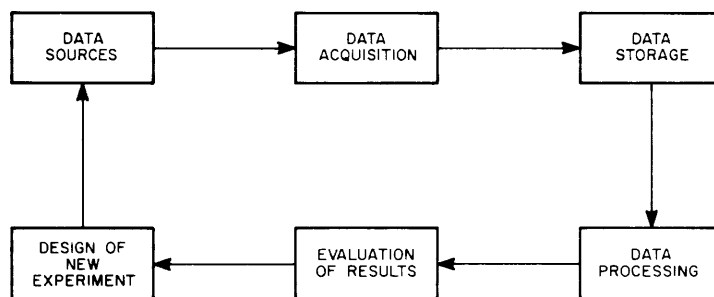 DATA
SOURCES
DATA
ACQUISITION
DATA
STORAGE
DESIGN OF
NEW
EXPERIMENT
EVALUATION
OF RESULTS
DATA
PROCESSING